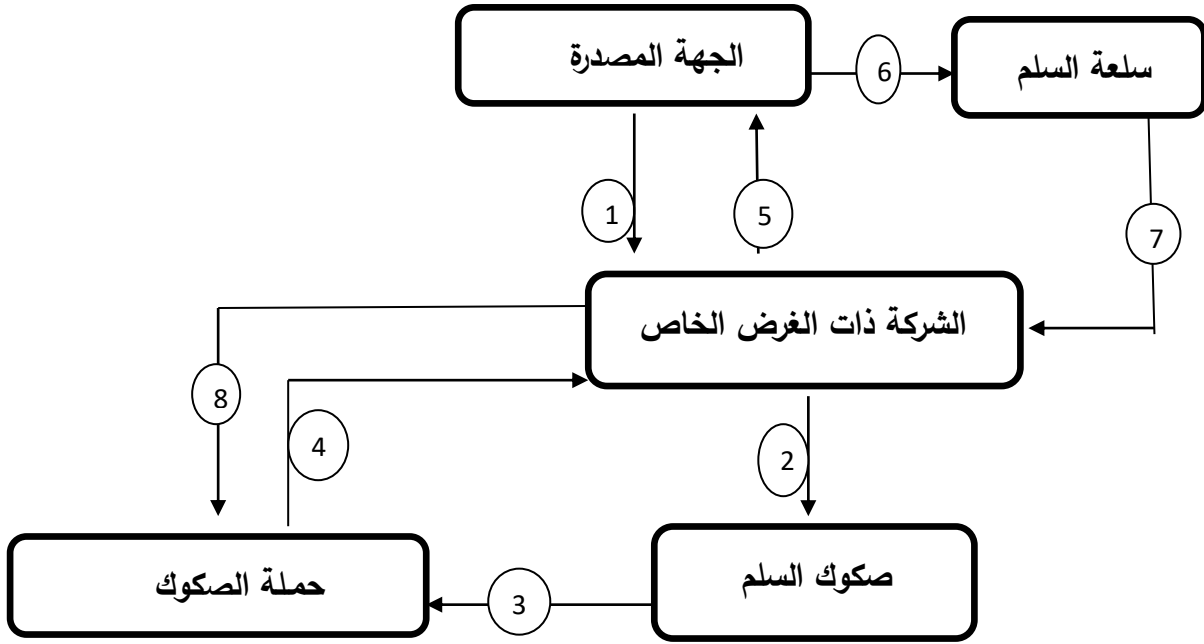 الجهة المصدرة
6
سلعة السلم
1
5
7
الشركة ذات الغرض الخاص
8
4
2
حملة الصكوك
3
صكوك السلم